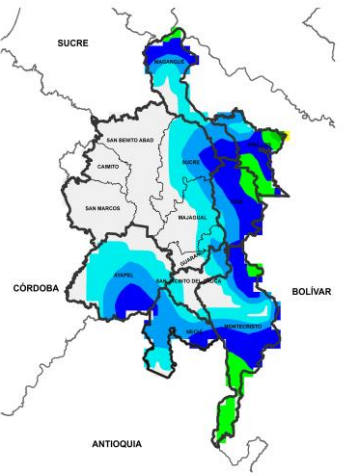 SUCRE
MAGANGUE
SAN BENITO ABAD
SUCRE
CAIMITO
SAN MARCOS
MAJAGUAL
GUARANDA
AYAPEL
SAN JACINTO DEL CAUCA
CÓRDOBA
BOLÍVAR
NECHÍ
MONTECRISTO
ANTIOQUIA